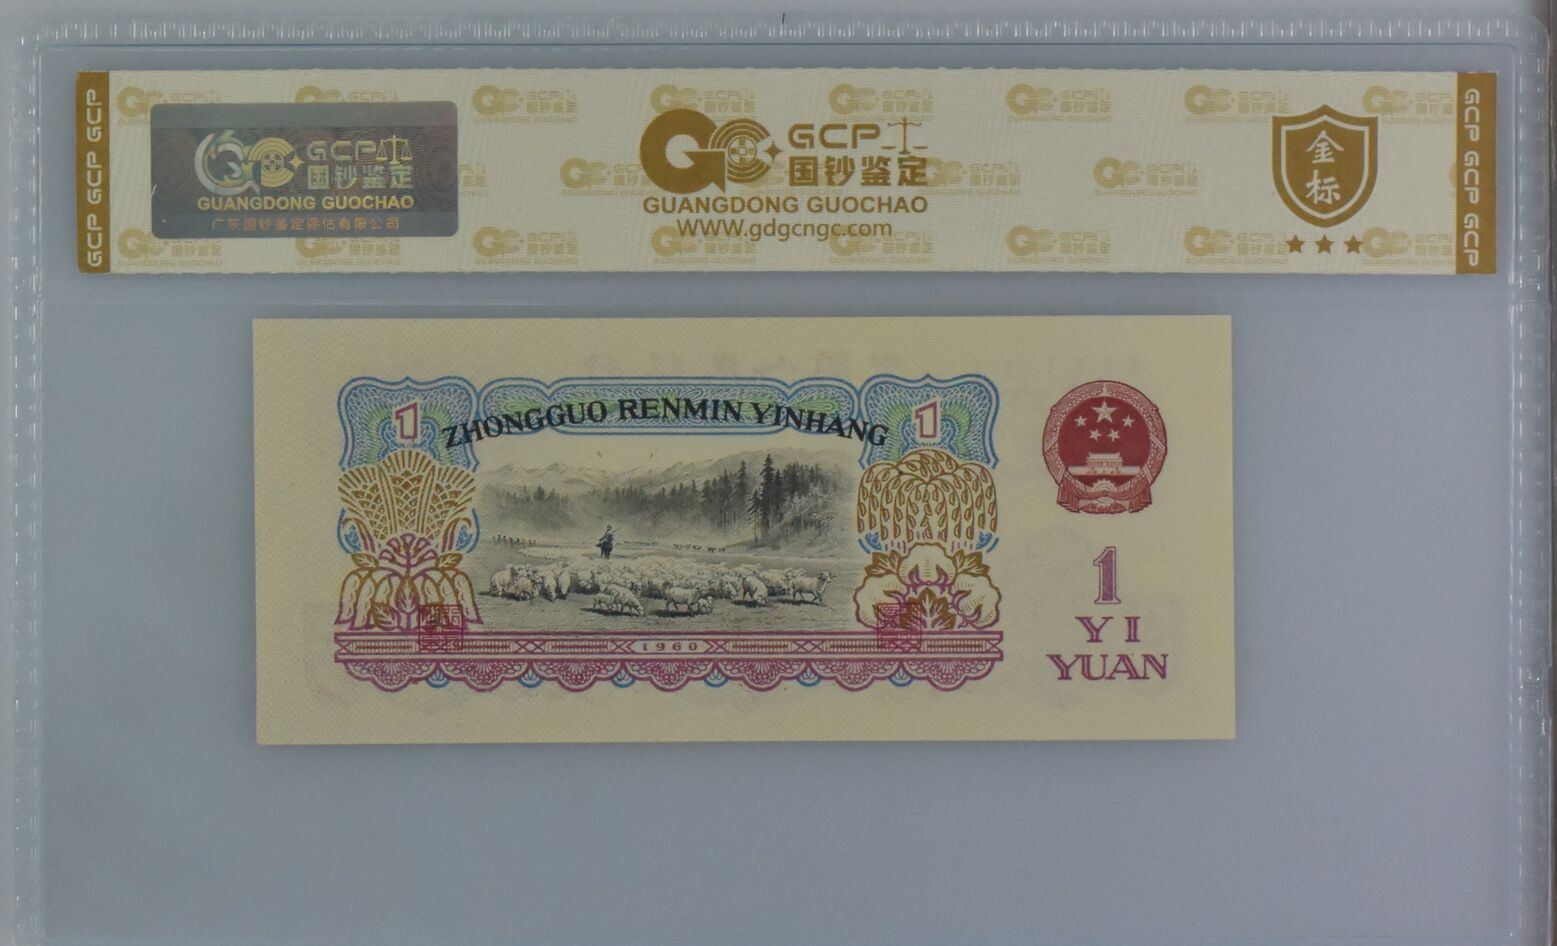 GCP GCP GCP
GCP
国钞鉴定
GUANGDONG GUOCHAO
广东国钞鉴定评估有限公司
GCP
国钞鉴定
GUANGDONG GUOCHAO
WWW.gdgcngc.com
金
标
GCP GCP GCP
ZHONGGUO RENMIN YINHANG
1
1
1960
1
YI
YUAN